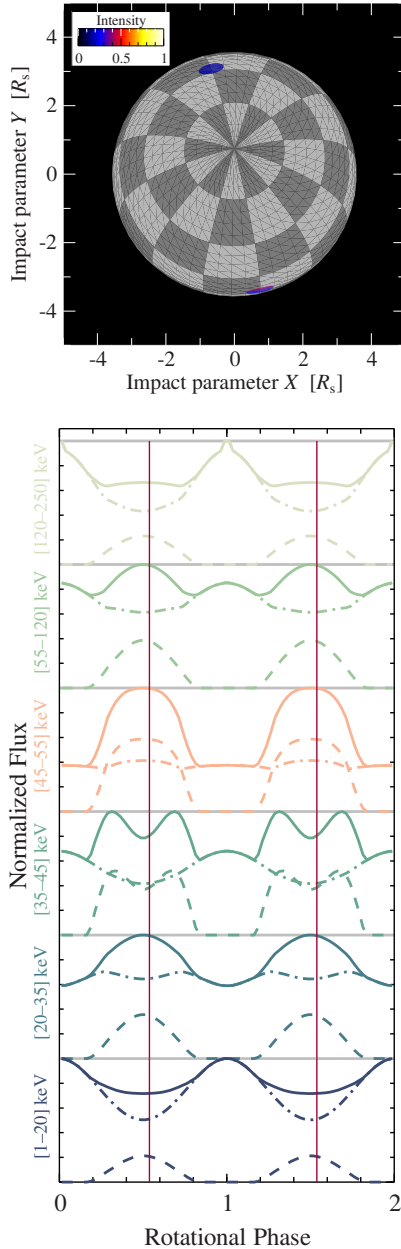 Intensity
0 0.5 1
Impact parameter Y [Rs]
4
2
0
-2
-4
-4 -2 0 2 4
Impact parameter X [Rs]
Normalized Flux
[120–250] keV
[55–120] keV
[45–55] keV
[35–45] keV
[20–35] keV
[1–20] keV
0 1 2
Rotational Phase